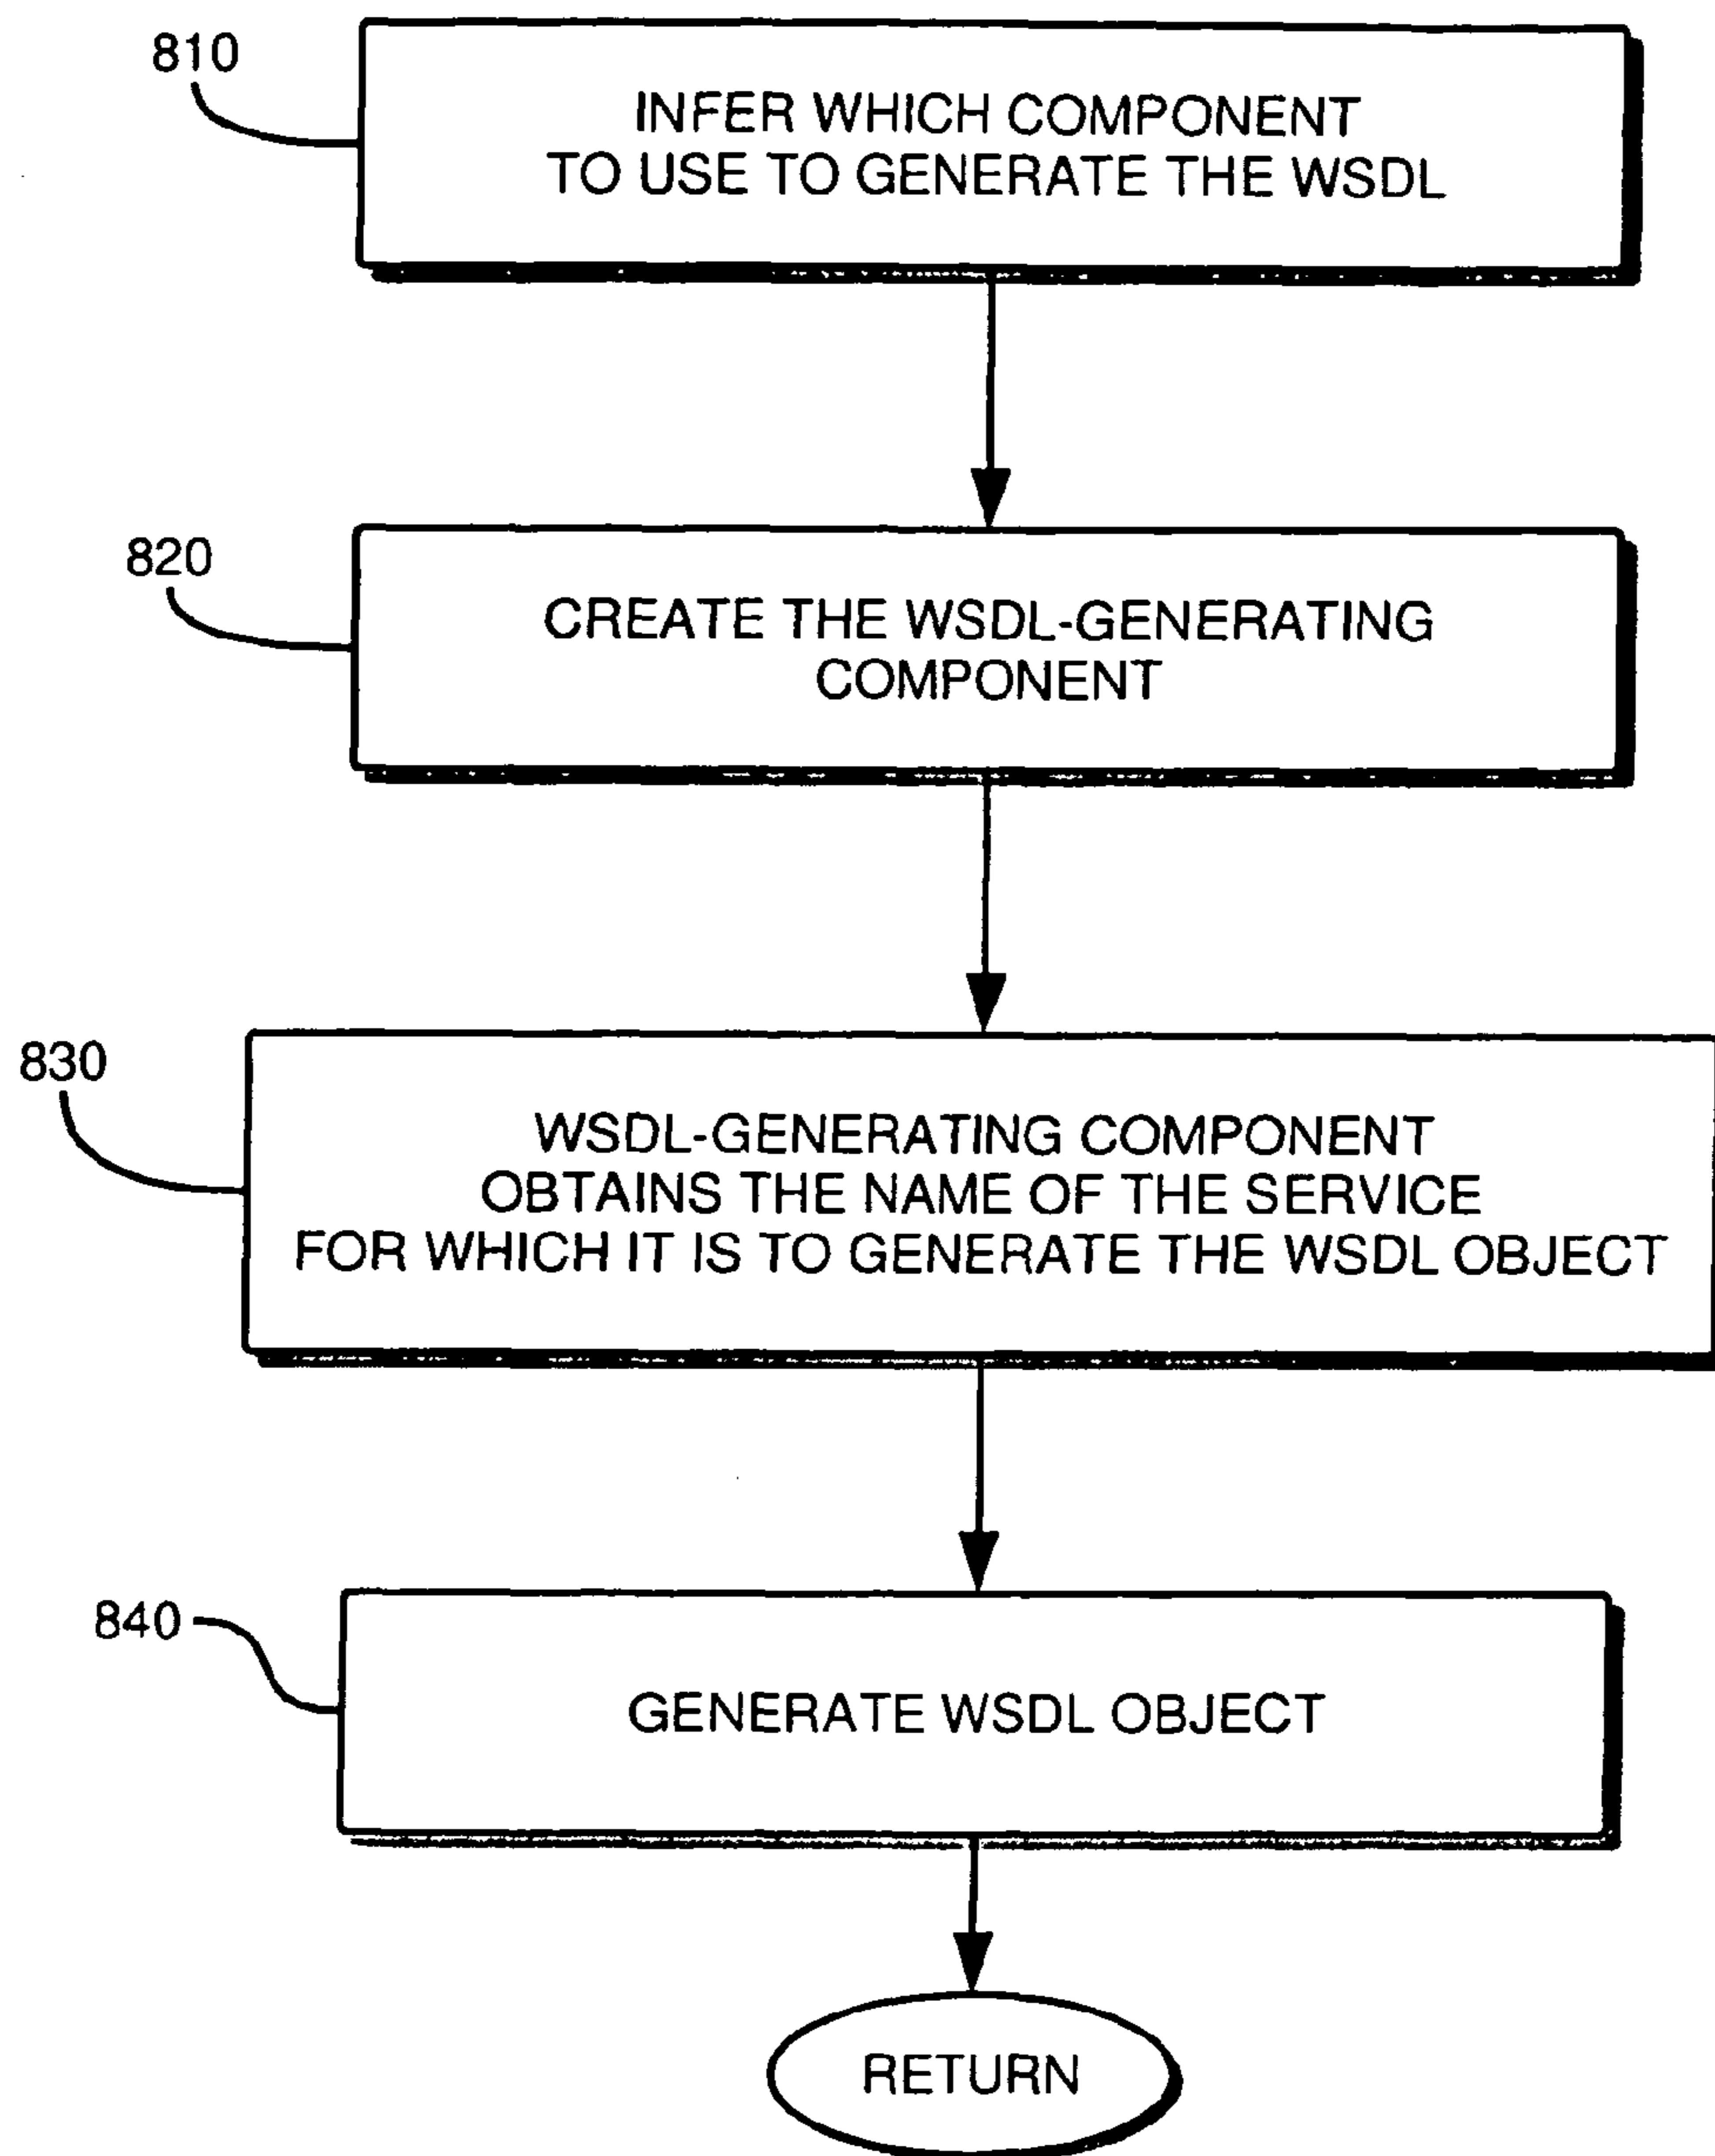 810
INFER WHICH COMPONENT
TO USE TO GENERATE THE WSDL
820
CREATE THE WSDL-GENERATING
COMPONENT
830
WSDL-GENERATING COMPONENT
OBTAINS THE NAME OF THE SERVICE
FOR WHICH IT IS TO GENERATE THE WSDL OBJECT
840
GENERATE WSDL OBJECT
RETURN